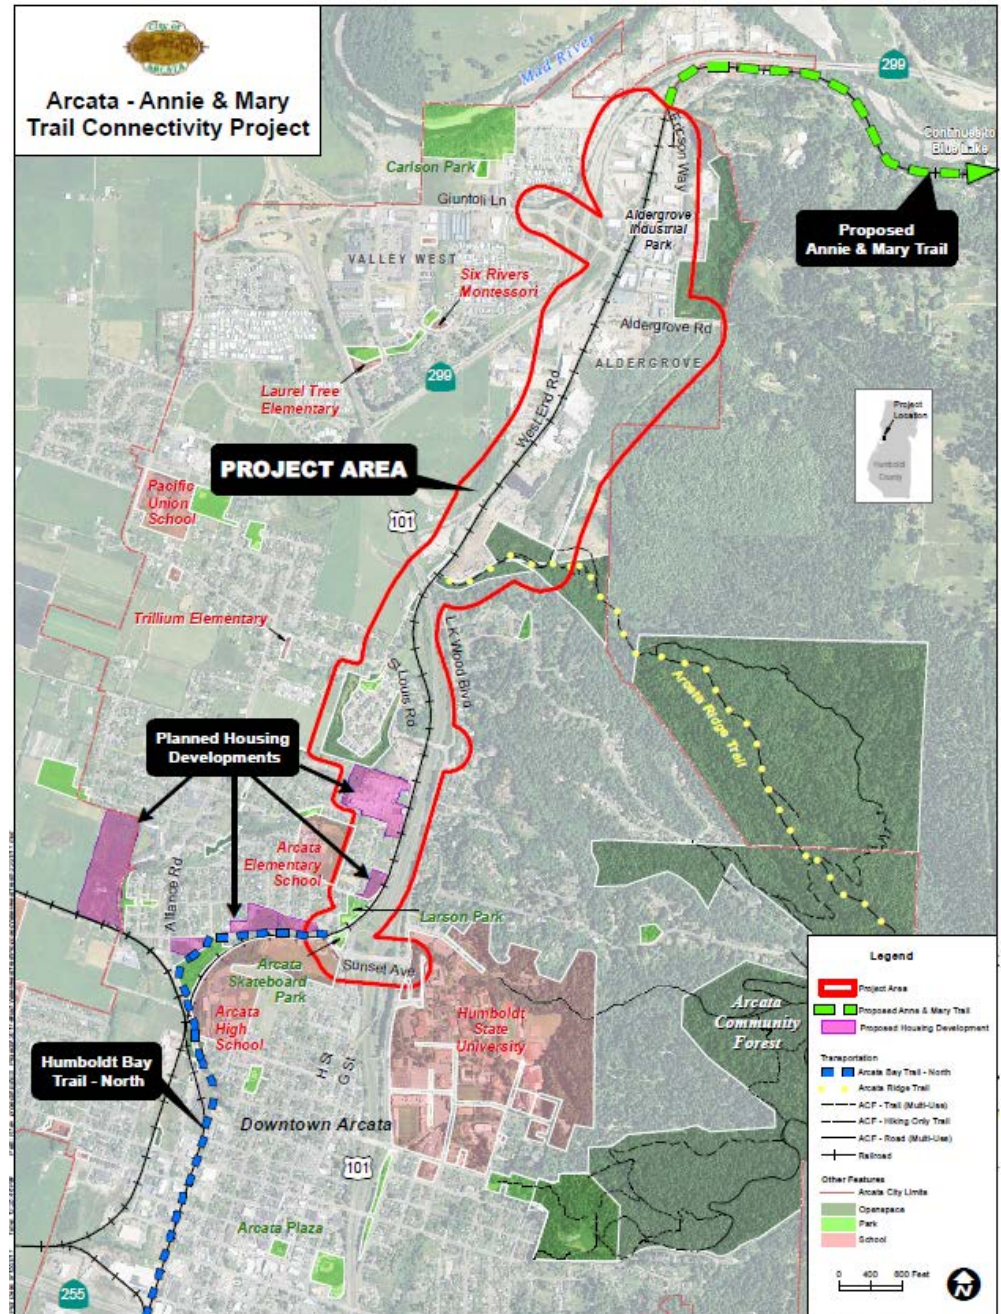 CITY OF
ARCATA
Arcata - Annie & Mary
Trail Connectivity Project
Mad River
299
Continues to
Blue Lake
Carlson Park
Ericson Way
Giuntoli Ln
Aldergrove
Industrial
Park
Proposed
Annie & Mary Trail
VALLEY WEST
Six Rivers
Montessori
Aldergrove Rd
ALDERGROVE
299
Laurel Tree
Elementary
West End Rd
Project
Location
Humboldt
County
PROJECT AREA
Pacific
Union
School
101
Trillium Elementary
LK Wood Blvd
St Louis Rd
Arcata Ridge Trail
Planned Housing
Developments
Arcata
Elementary
School
Alliance Rd
Larson Park
Sunset Ave
Arcata
Skateboard
Park
Arcata
High
School
Humboldt
State
University
Arcata
Community
Forest
Humboldt Bay
Trail - North
H St
G St
Downtown Arcata
101
Arcata Plaza
255
Legend
Project Area
Proposed Anne & Mary Trail
Proposed Housing Development
Transportation
Arcata Bay Trail - North
Arcata Ridge Trail
ACF - Trail (Multi-Use)
ACF - Hiking Only Trail
ACF - Road (Multi-Use)
Railroad
Other Features
Arcata City Limits
Openspace
Park
School
0 400 800 Feet
N